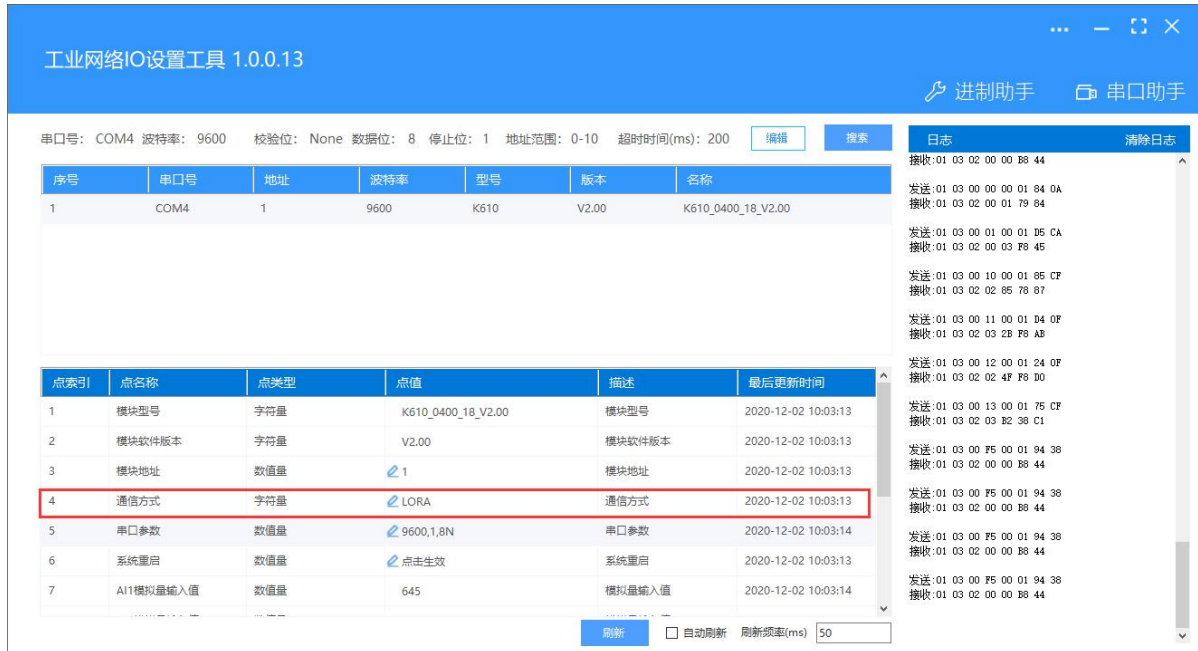 工业网络IO设置工具 1.0.0.13
进制助手 串口助手
串口号: COM4 波特率: 9600 校验位: None 数据位: 8 停止位: 1 地址范围: 0-10 超时时间(ms): 200 编辑 搜索
序号 串口号 地址 波特率 型号 版本 名称
1 COM4 1 9600 K610 V2.00 K610_0400_18_V2.00
点索引 点名称 点类型 点值 描述 最后更新时间
1 模块型号 字符量 K610_0400_18_V2.00 模块型号 2020-12-02 10:03:13
2 模块软件版本 字符量 V2.00 模块软件版本 2020-12-02 10:03:13
3 模块地址 数值量 1 模块地址 2020-12-02 10:03:13
4 通信方式 字符量 LORA 通信方式 2020-12-02 10:03:13
5 串口参数 数值量 9600,1,8N 串口参数 2020-12-02 10:03:14
6 系统重启 数值量 点击生效 系统重启 2020-12-02 10:03:13
7 AI1模拟量输入值 数值量 645 模拟量输入值 2020-12-02 10:03:14
刷新 自动刷新 刷新频率(ms) 50
日志 清除日志
接收:01 03 02 00 00 B8 44
发送:01 03 00 00 00 01 84 0A
接收:01 03 02 00 01 79 84
发送:01 03 00 01 00 01 D5 CA
接收:01 03 02 00 03 F8 45
发送:01 03 00 10 00 01 85 CF
接收:01 03 02 02 85 78 87
发送:01 03 00 11 00 01 D4 0F
接收:01 03 02 03 2B F8 AB
发送:01 03 00 12 00 01 24 0F
接收:01 03 02 02 4F F8 D0
发送:01 03 00 13 00 01 75 CF
接收:01 03 02 03 B2 38 C1
发送:01 03 00 F5 00 01 94 38
接收:01 03 02 00 00 B8 44
发送:01 03 00 F5 00 01 94 38
接收:01 03 02 00 00 B8 44
发送:01 03 00 F5 00 01 94 38
接收:01 03 02 00 00 B8 44
发送:01 03 00 F5 00 01 94 38
接收:01 03 02 00 00 B8 44